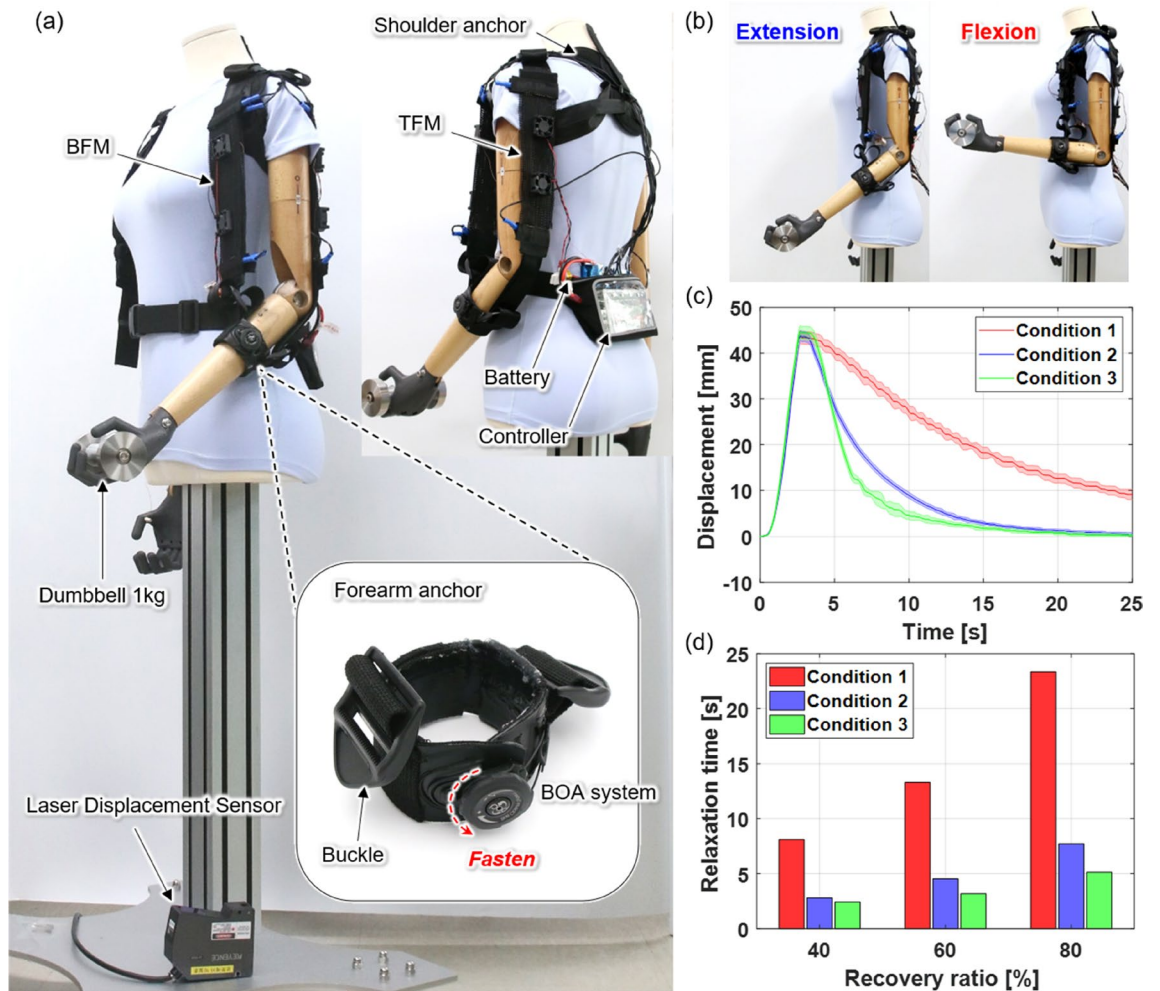 (a)
Shoulder anchor
BFM
TFM
Battery
Controller
Dumbbell 1kg
Forearm anchor
BOA system
Buckle
Fasten
Laser Displacement Sensor
KEYENCE
(b)
Extension
Flexion
(c)
50
40
30
20
10
0
-10
Displacement [mm]
Condition 1
Condition 2
Condition 3
0 5 10 15 20 25
Time [s]
(d)
25
20
15
10
5
0
Relaxation time [s]
Condition 1
Condition 2
Condition 3
40 60 80
Recovery ratio [%]